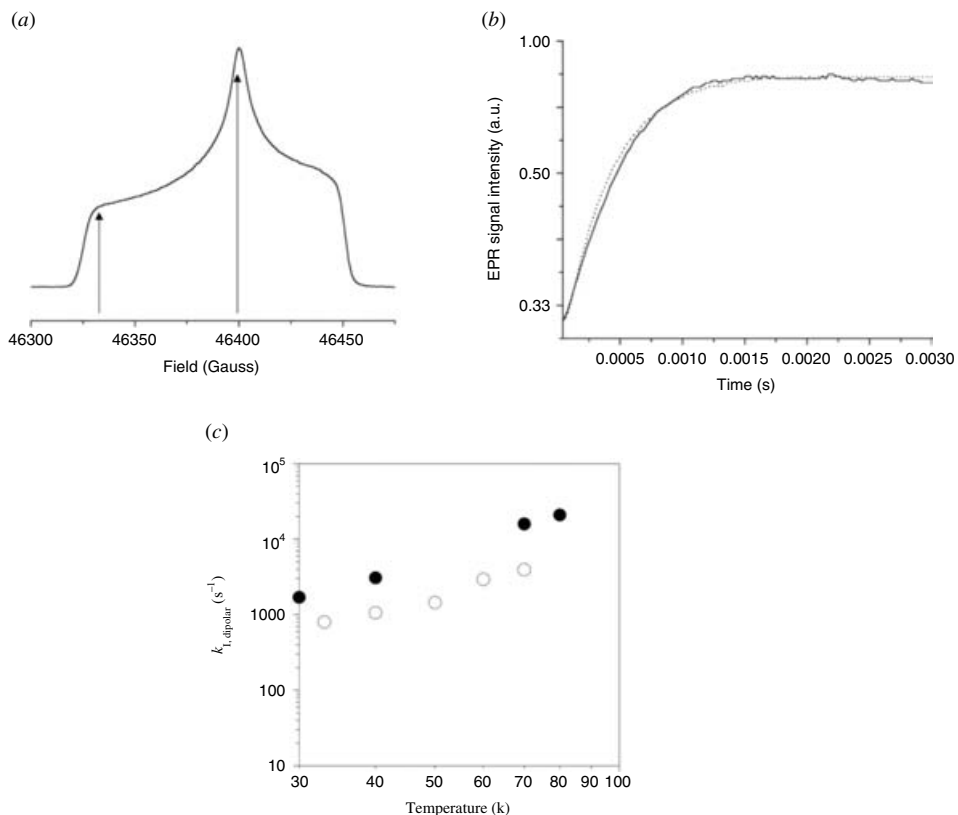 (a)
46300 46350 46400 46450
Field (Gauss)
(b)
EPR signal intensity (a.u.)
1.00
0.50
0.33
0.0005 0.0010 0.0015 0.0020 0.0025 0.0030
Time (s)
(c)
k1, dipolar (s−1)
10^5
10^4
1000
100
10
30 40 50 60 70 80 90 100
Temperature (k)